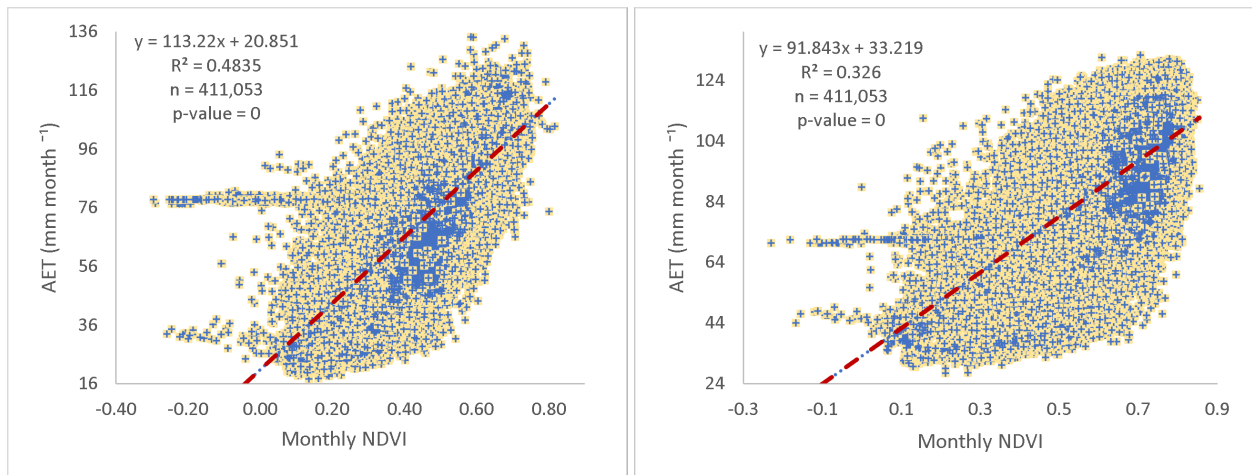 y = 113.22x + 20.851
R² = 0.4835
n = 411,053
p-value = 0
AET (mm month ⁻¹)
136
116
96
76
56
36
16
-0.40
-0.20
0.00
0.20
0.40
0.60
0.80
Monthly NDVI
y = 91.843x + 33.219
R² = 0.326
n = 411,053
p-value = 0
AET (mm month ⁻¹)
124
104
84
64
44
24
-0.3
-0.1
0.1
0.3
0.5
0.7
0.9
Monthly NDVI